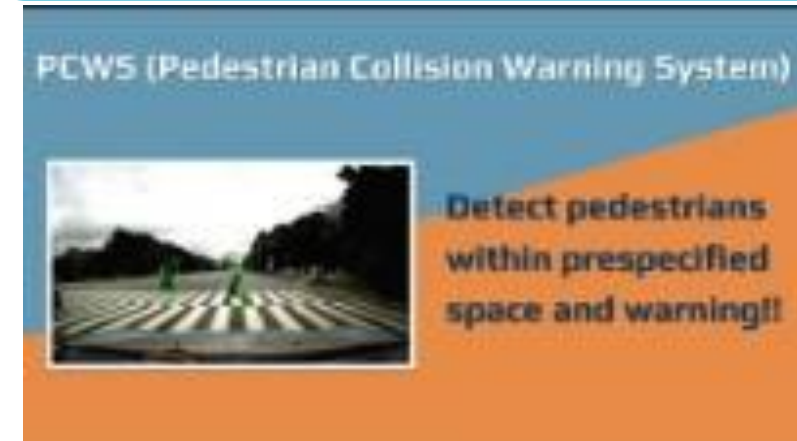 PCWS (Pedestrian Collision Warning System)
Detect pedestrians
within prespecified
space and warning!!